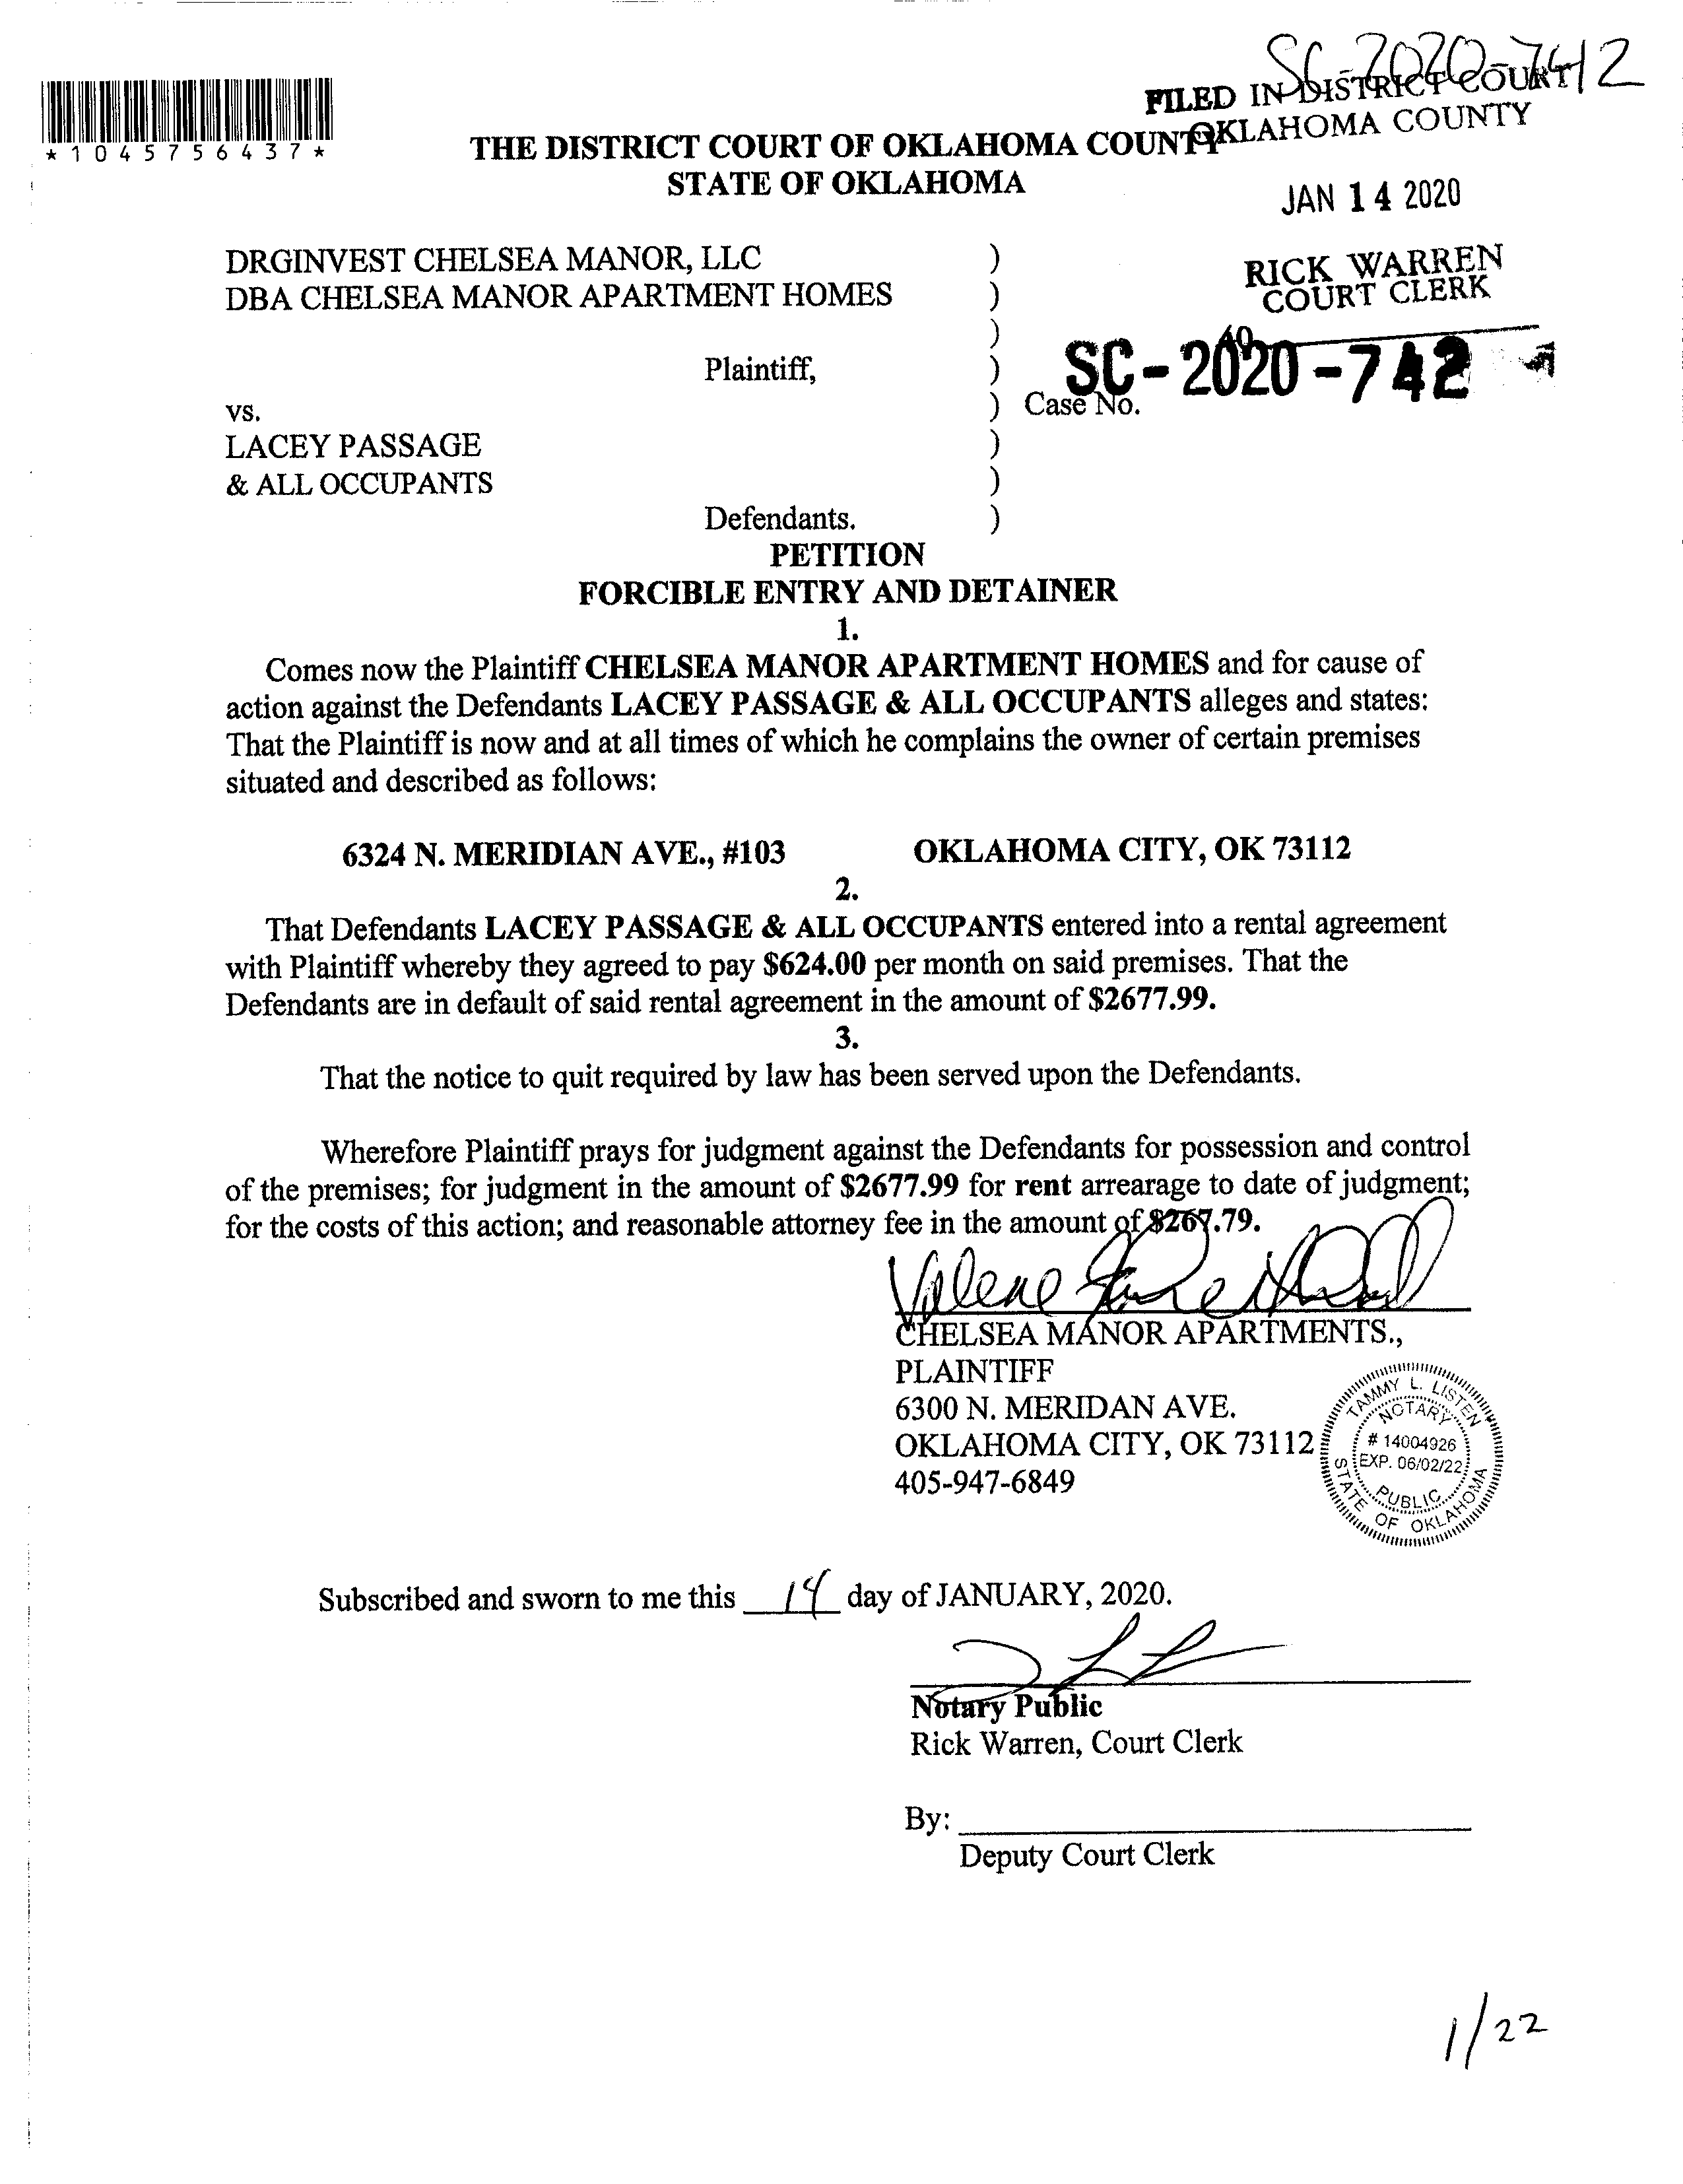 SC-2020-742
FILED IN DISTRICT COURT
OKLAHOMA COUNTY
*1045756437*
THE DISTRICT COURT OF OKLAHOMA COUNTY
STATE OF OKLAHOMA
JAN 14 2020
DRGINVEST CHELSEA MANOR, LLC )
DBA CHELSEA MANOR APARTMENT HOMES )
)
RICK WARREN
COURT CLERK
Plaintiff, )
SC-2020-742
vs. ) Case No.
LACEY PASSAGE )
& ALL OCCUPANTS )
Defendants. )
PETITION
FORCIBLE ENTRY AND DETAINER
1.
Comes now the Plaintiff CHELSEA MANOR APARTMENT HOMES and for cause of
action against the Defendants LACEY PASSAGE & ALL OCCUPANTS alleges and states:
That the Plaintiff is now and at all times of which he complains the owner of certain premises
situated and described as follows:
6324 N. MERIDIAN AVE., #103 OKLAHOMA CITY, OK 73112
2.
That Defendants LACEY PASSAGE & ALL OCCUPANTS entered into a rental agreement
with Plaintiff whereby they agreed to pay $624.00 per month on said premises. That the
Defendants are in default of said rental agreement in the amount of $2677.99.
3.
That the notice to quit required by law has been served upon the Defendants.
Wherefore Plaintiff prays for judgment against the Defendants for possession and control
of the premises; for judgment in the amount of $2677.99 for rent arrearage to date of judgment;
for the costs of this action; and reasonable attorney fee in the amount of $267.79.
CHELSEA MANOR APARTMENTS.,
PLAINTIFF
6300 N. MERIDAN AVE.
OKLAHOMA CITY, OK 73112
405-947-6849
TAMMY L. LISTEN
NOTARY
# 14004926
EXP. 06/02/22
PUBLIC
STATE OF OKLAHOMA
Subscribed and sworn to me this 14 day of JANUARY, 2020.
Notary Public
Rick Warren, Court Clerk
By:
Deputy Court Clerk
1/22